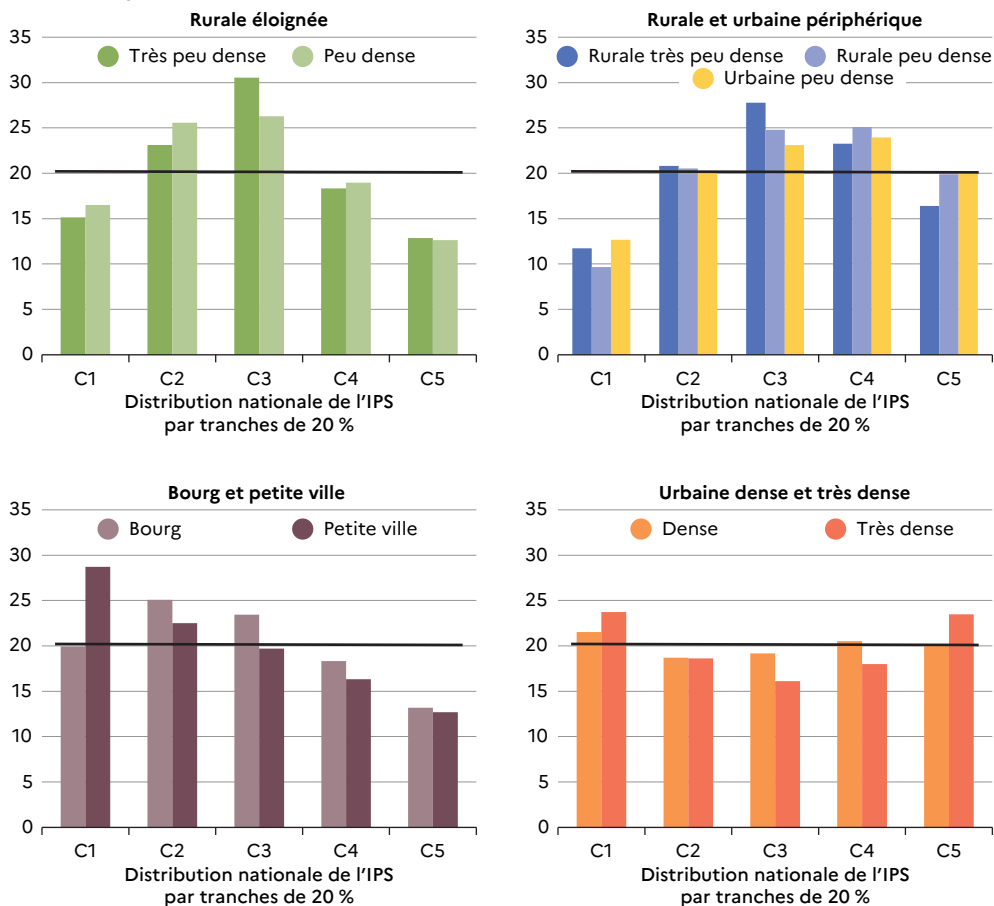 Rurale éloignée
Très peu dense
Peu dense
35
30
25
20
15
10
5
0
C1
C2
C3
C4
C5
Distribution nationale de l'IPS
par tranches de 20 %
Rurale et urbaine périphérique
Rurale très peu dense
Rurale peu dense
Urbaine peu dense
35
30
25
20
15
10
5
0
C1
C2
C3
C4
C5
Distribution nationale de l'IPS
par tranches de 20 %
Bourg et petite ville
Bourg
Petite ville
35
30
25
20
15
10
5
0
C1
C2
C3
C4
C5
Distribution nationale de l'IPS
par tranches de 20 %
Urbaine dense et très dense
Dense
Très dense
35
30
25
20
15
10
5
0
C1
C2
C3
C4
C5
Distribution nationale de l'IPS
par tranches de 20 %